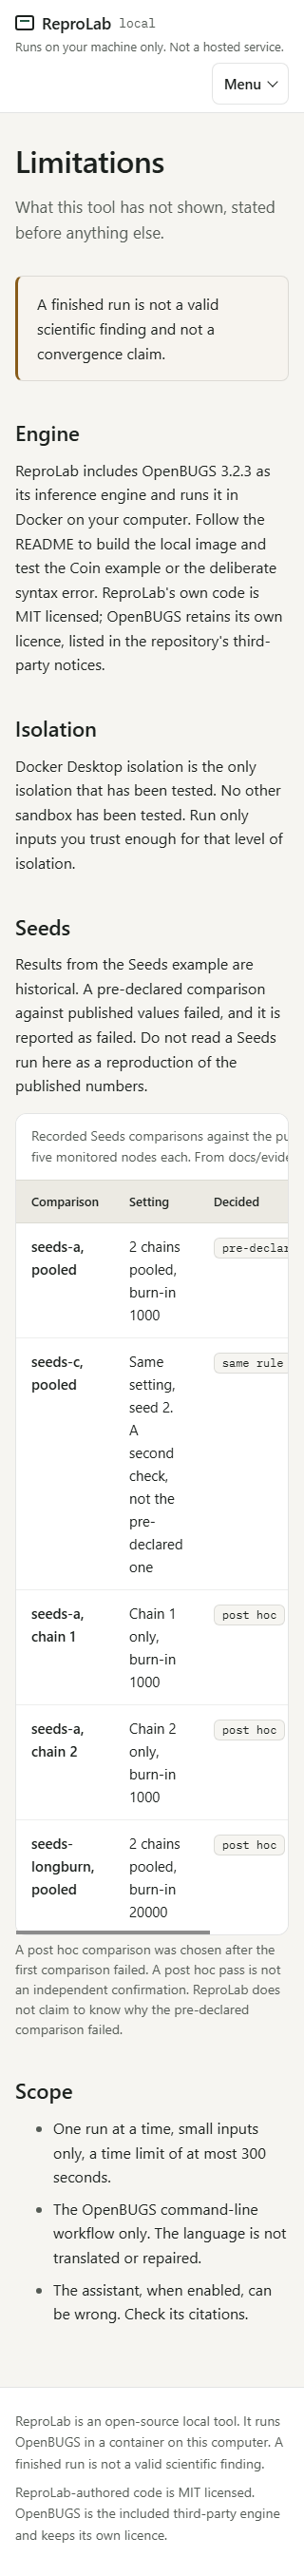 ReproLab local
Runs on your machine only. Not a hosted service.
Menu
Limitations
What this tool has not shown, stated
before anything else.
A finished run is not a valid
scientific finding and not a
convergence claim.
Engine
ReproLab includes OpenBUGS 3.2.3 as
its inference engine and runs it in
Docker on your computer. Follow the
README to build the local image and
test the Coin example or the deliberate
syntax error. ReproLab's own code is
MIT licensed; OpenBUGS retains its own
licence, listed in the repository's third-
party notices.
Isolation
Docker Desktop isolation is the only
isolation that has been tested. No other
sandbox has been tested. Run only
inputs you trust enough for that level of
isolation.
Seeds
Results from the Seeds example are
historical. A pre-declared comparison
against published values failed, and it is
reported as failed. Do not read a Seeds
run here as a reproduction of the
published numbers.
Recorded Seeds comparisons against the pu
five monitored nodes each. From docs/evide
Comparison Setting Decided
seeds-a, 2 chains pre-declar
pooled pooled,
burn-in
1000
seeds-c, Same same rule
pooled setting,
seed 2.
A
second
check,
not the
pre-
declared
one
seeds-a, Chain 1 post hoc
chain 1 only,
burn-in
1000
seeds-a, Chain 2 post hoc
chain 2 only,
burn-in
1000
seeds- 2 chains post hoc
longburn, pooled,
pooled burn-in
20000
A post hoc comparison was chosen after the
first comparison failed. A post hoc pass is not
an independent confirmation. ReproLab does
not claim to know why the pre-declared
comparison failed.
Scope
One run at a time, small inputs
only, a time limit of at most 300
seconds.
The OpenBUGS command-line
workflow only. The language is not
translated or repaired.
The assistant, when enabled, can
be wrong. Check its citations.
ReproLab is an open-source local tool. It runs
OpenBUGS in a container on this computer. A
finished run is not a valid scientific finding.
ReproLab-authored code is MIT licensed.
OpenBUGS is the included third-party engine
and keeps its own licence.